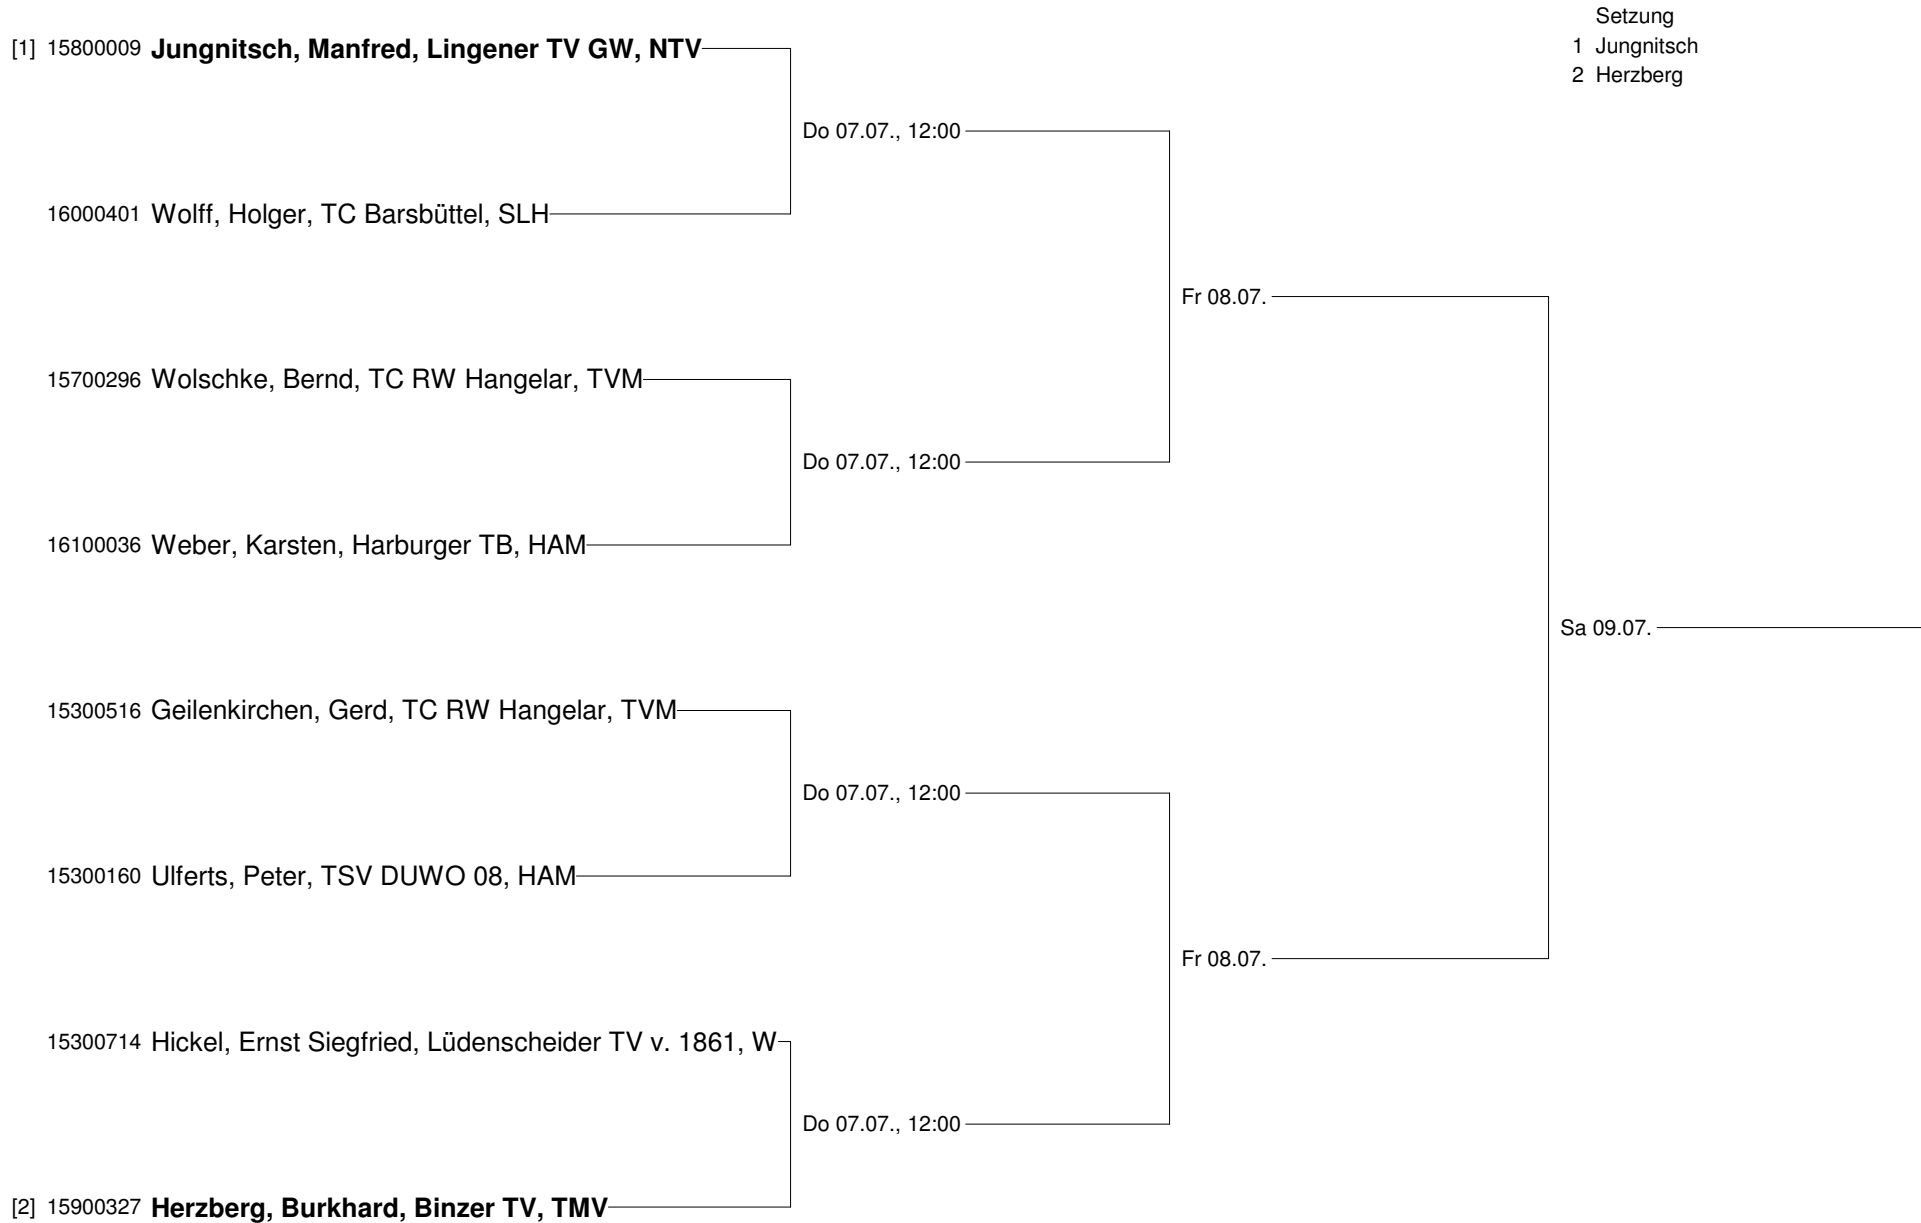 Setzung
1 Jungnitsch
2 Herzberg
[1] 15800009 Jungnitsch, Manfred, Lingener TV GW, NTV
Do 07.07., 12:00
16000401 Wolff, Holger, TC Barsbüttel, SLH
Fr 08.07.
15700296 Wolschke, Bernd, TC RW Hangelar, TVM
Do 07.07., 12:00
16100036 Weber, Karsten, Harburger TB, HAM
Sa 09.07.
15300516 Geilenkirchen, Gerd, TC RW Hangelar, TVM
Do 07.07., 12:00
15300160 Ulferts, Peter, TSV DUWO 08, HAM
Fr 08.07.
15300714 Hickel, Ernst Siegfried, Lüdenscheider TV v. 1861, W
Do 07.07., 12:00
[2] 15900327 Herzberg, Burkhard, Binzer TV, TMV